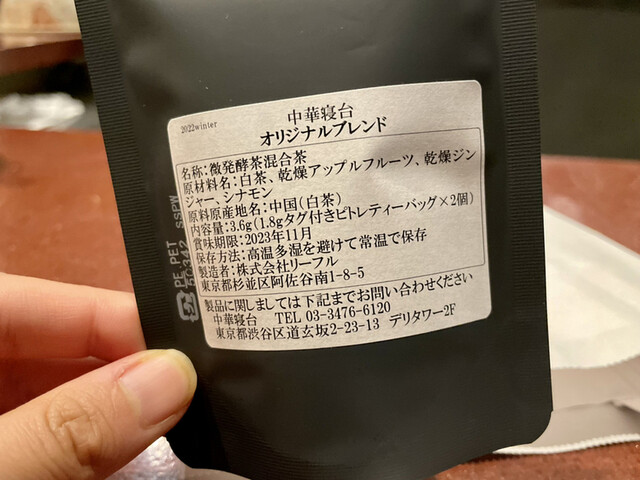 2022winter
中華寝台
オリジナルブレンド
名称:微発酵茶混合茶
原材料名:白茶、乾燥アップルフルーツ、乾燥ジン
ジャー、シナモン
原料原産地名:中国(白茶)
内容量:3.6g(1.8gタグ付きピトレティーバッグ×2個)
賞味期限:2023年11月
保存方法:高温多湿を避けて常温で保存
製造者:株式会社リーフル
東京都杉並区阿佐谷南1-8-5
製品に関しましては下記までお問い合わせください
中華寝台 TEL 03-3476-6120
東京都渋谷区道玄坂2-23-13 デリタワー2F
PE, PET
50342 SSPW